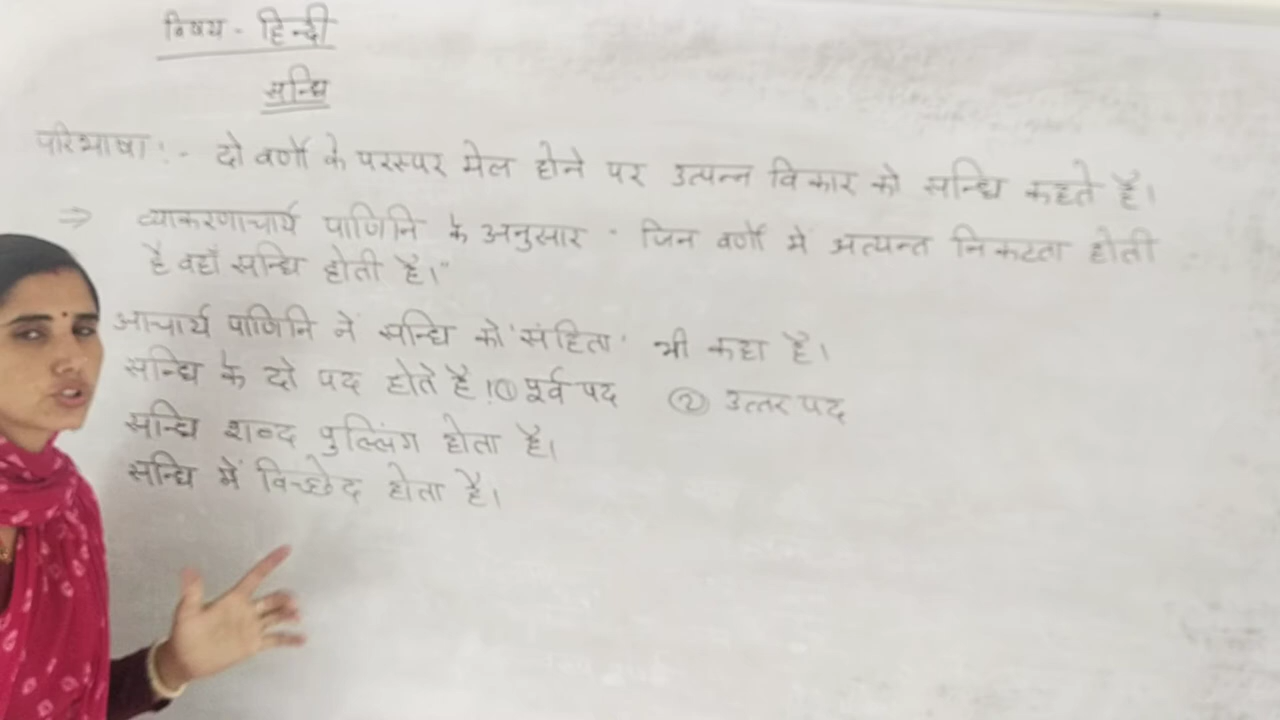 विषय - हिन्दी
सन्धि
परिभाषा :- दो वर्णों के परस्पर मेल होने पर उत्पन्न विकार को सन्धि कहते है।
⇒ व्याकरणाचार्य पाणिनि के अनुसार - जिन वर्णों में अत्यन्त निकटता होती
है वहाँ सन्धि होती है।"
आचार्य पाणिनि ने सन्धि को 'संहिता' भी कहा है।
सन्धि के दो पद होते है। ① पूर्व पद ② उत्तर पद
सन्धि शब्द पुल्लिंग होता है।
सन्धि में विच्छेद होता है।